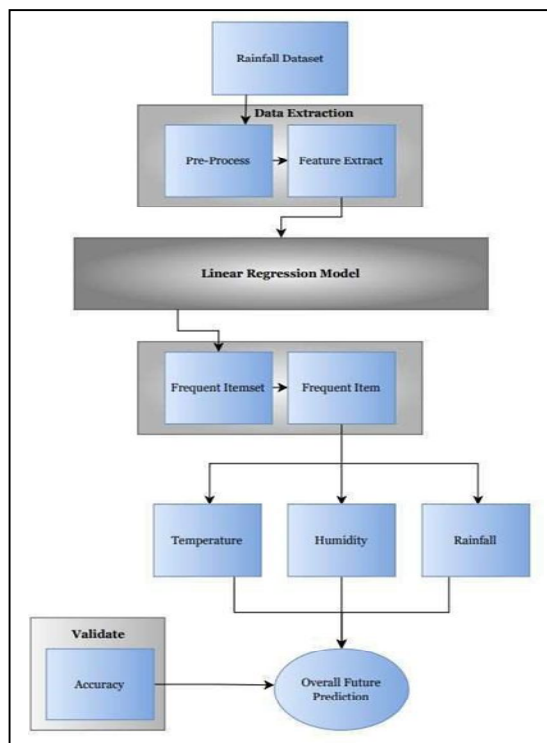 Rainfall Dataset
Data Extraction
Pre-Process
Feature Extract
Linear Regression Model
Frequent Itemset
Frequent Item
Temperature
Humidity
Rainfall
Validate
Accuracy
Overall Future
Prediction